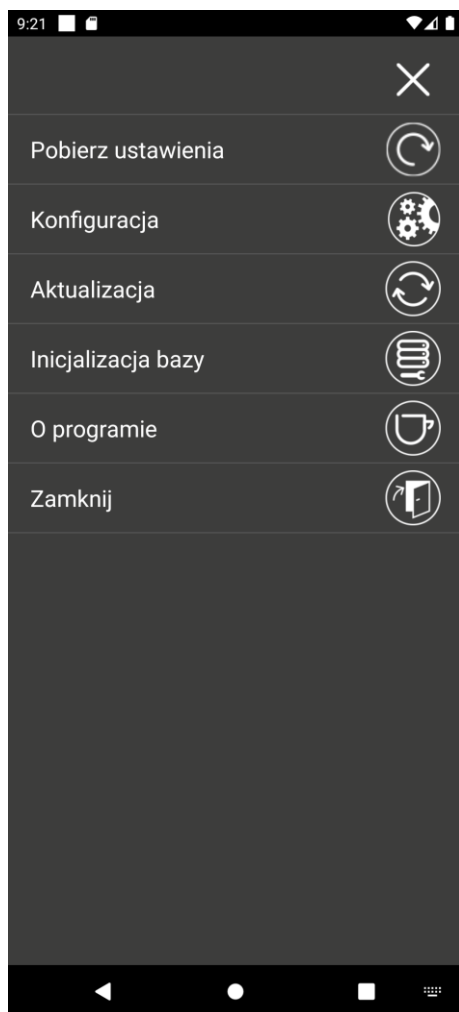 9:21
Pobierz ustawienia
Konfiguracja
Aktualizacja
Inicjalizacja bazy
O programie
Zamknij